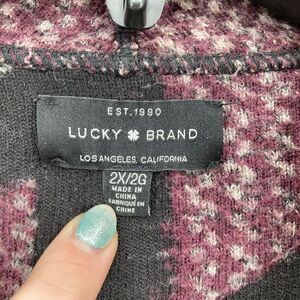 EST. 1990
LUCKY BRAND
LOS ANGELES, CALIFORNIA
2X/2G
MADE IN
CHINA
FABRIQUÉ EN
CHINE